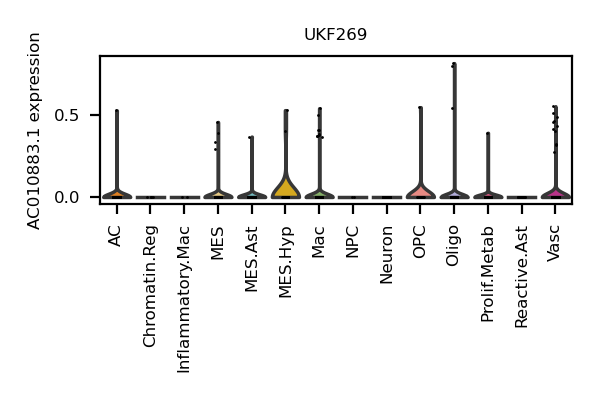 UKF269
AC010883.1 expression
0.5
0.0
AC
Chromatin.Reg
Inflammatory.Mac
MES
MES.Ast
MES.Hyp
Mac
NPC
Neuron
OPC
Oligo
Prolif.Metab
Reactive.Ast
Vasc